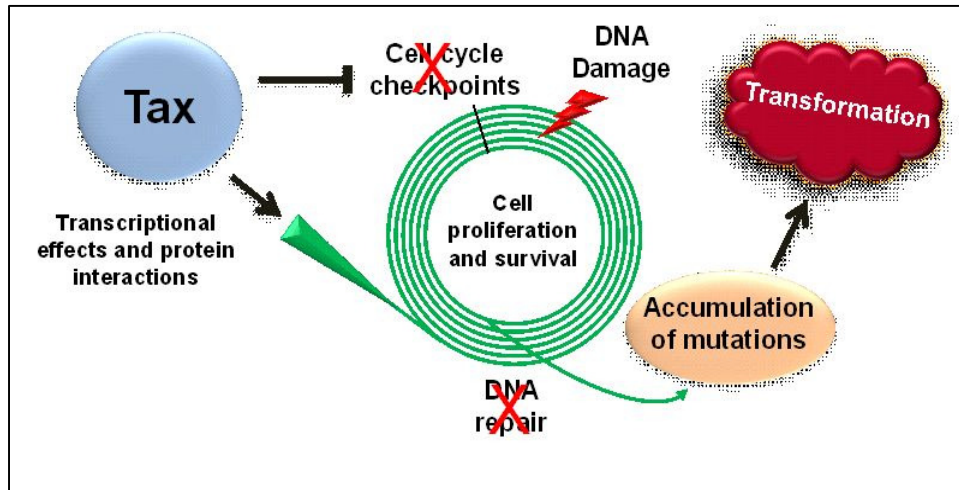 Tax
Cell cycle
checkpoints
DNA
Damage
Transformation
Transcriptional
effects and protein
interactions
Cell
proliferation
and survival
Accumulation
of mutations
DNA
repair